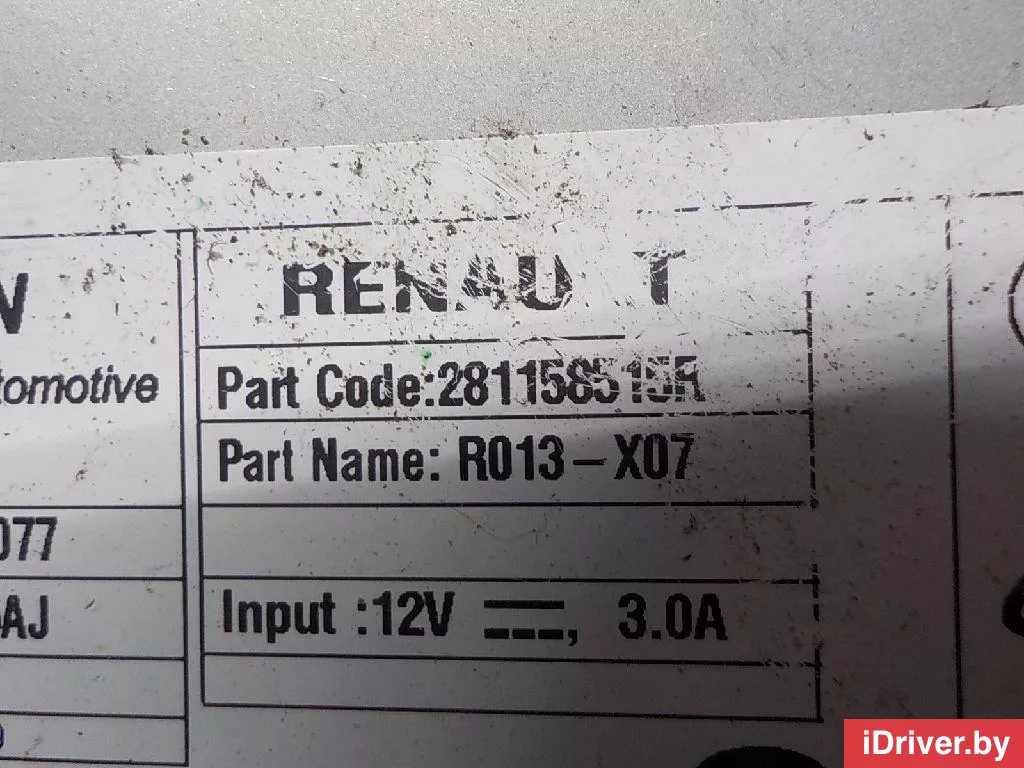 RENAULT
tomotive
Part Code:281158515R
Part Name: R013-X07
077
AJ
Input :12V ⎓, 3.0A
iDriver.by